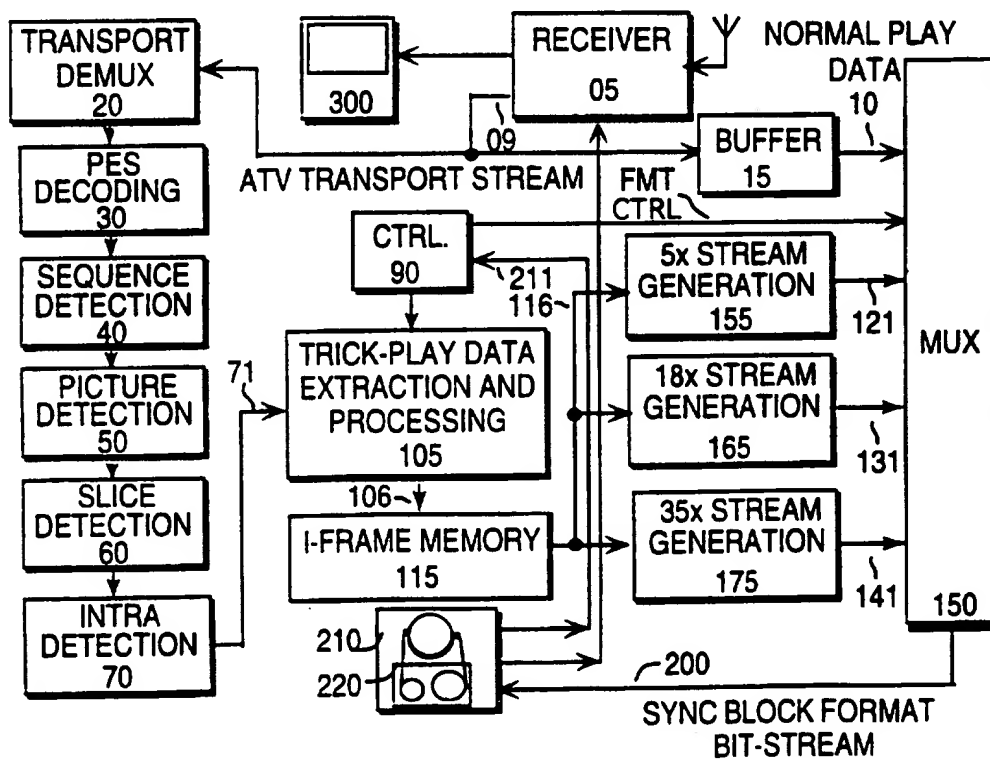 TRANSPORT
DEMUX
20
PES
DECODING
30
SEQUENCE
DETECTION
40
PICTURE
DETECTION
50
SLICE
DETECTION
60
INTRA
DETECTION
70
71
300
RECEIVER
05
09
ATV TRANSPORT STREAM
BUFFER
15
NORMAL PLAY
DATA
10
FMT
CTRL
CTRL.
90
211
116
TRICK-PLAY DATA
EXTRACTION AND
PROCESSING
105
106
I-FRAME MEMORY
115
5x STREAM
GENERATION
155
121
18x STREAM
GENERATION
165
131
35x STREAM
GENERATION
175
141
MUX
150
210
220
200
SYNC BLOCK FORMAT
BIT-STREAM